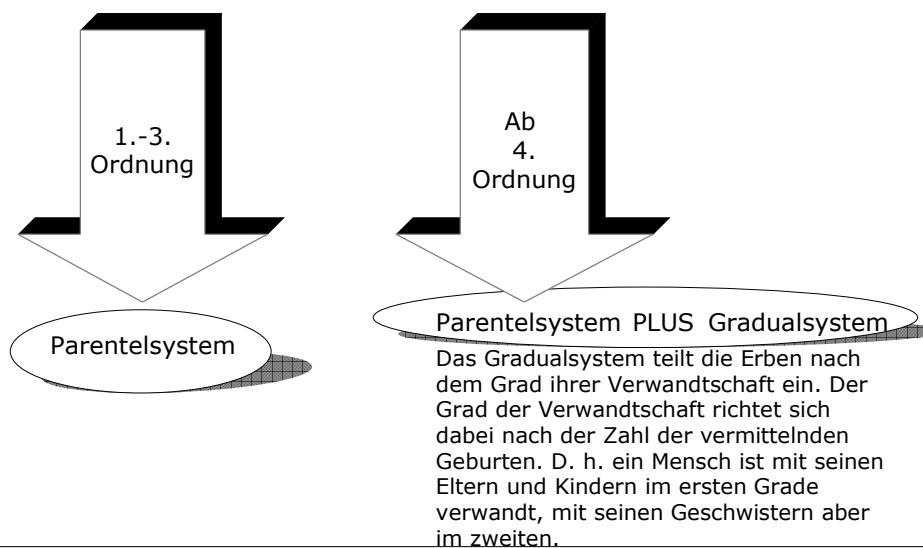 1.-3.
Ordnung
Parentelsystem
Ab
4.
Ordnung
Parentelsystem PLUS Gradualsystem
Das Gradualsystem teilt die Erben nach
dem Grad ihrer Verwandtschaft ein. Der
Grad der Verwandtschaft richtet sich
dabei nach der Zahl der vermittelnden
Geburten. D. h. ein Mensch ist mit seinen
Eltern und Kindern im ersten Grade
verwandt, mit seinen Geschwistern aber
im zweiten.